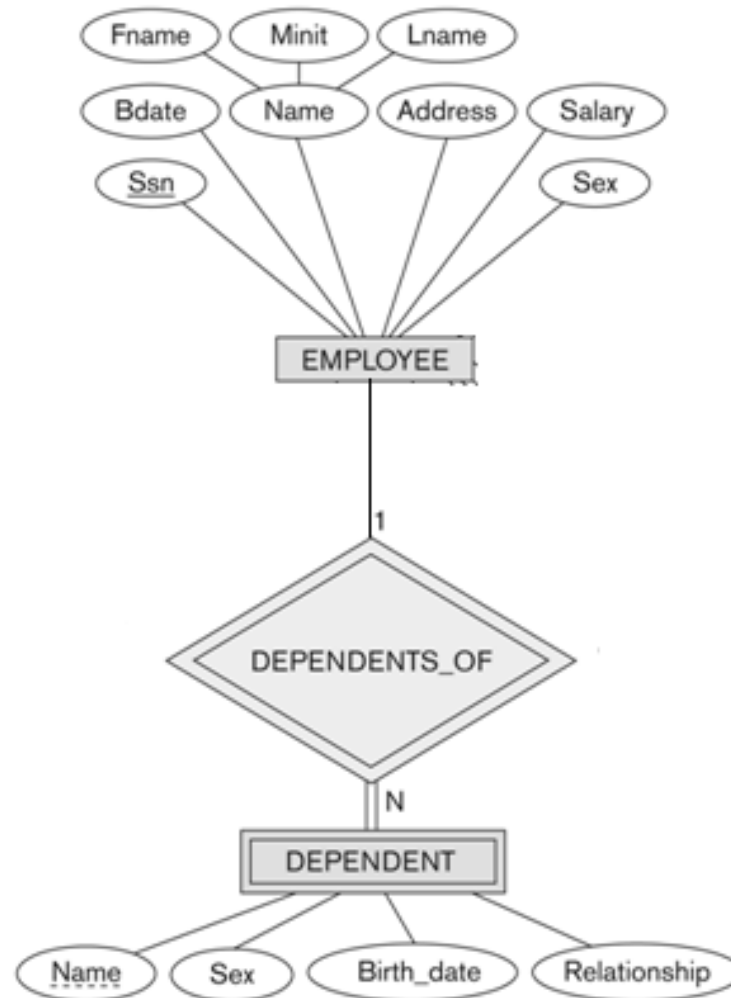 Fname Minit Lname
Bdate Name Address Salary
Ssn Sex
EMPLOYEE
1
DEPENDENTS_OF
N
DEPENDENT
Name Sex Birth_date Relationship